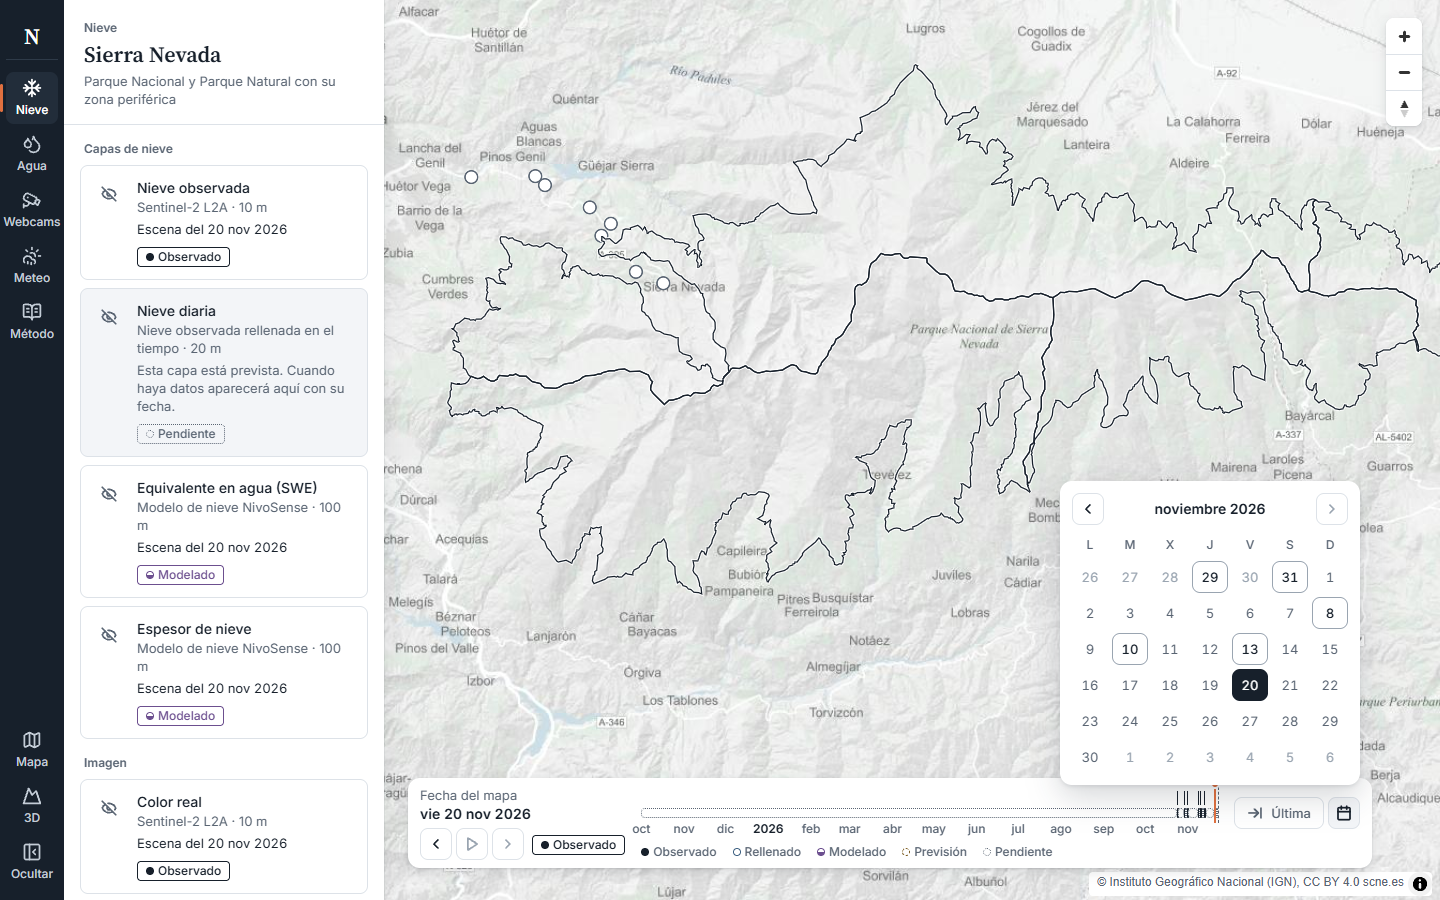 N
Nieve
Agua
Webcams
Meteo
Método
Mapa
3D
Ocultar
Nieve
Sierra Nevada
Parque Nacional y Parque Natural con su
zona periférica
Capas de nieve
Nieve observada
Sentinel-2 L2A · 10 m
Escena del 20 nov 2026
Observado
Nieve diaria
Nieve observada rellenada en el
tiempo · 20 m
Esta capa está prevista. Cuando
haya datos aparecerá aquí con su
fecha.
Pendiente
Equivalente en agua (SWE)
Modelo de nieve NivoSense · 100
m
Escena del 20 nov 2026
Modelado
Espesor de nieve
Modelo de nieve NivoSense · 100
m
Escena del 20 nov 2026
Modelado
Imagen
Color real
Sentinel-2 L2A · 10 m
Escena del 20 nov 2026
Observado
Alfacar
Huétor de
Santillán
Lugros
Cogollos de
Guadix
A-92
Río Padules
Quéntar
Jérez del
Marquesado
La Calahorra
Dólar
Huéneja
Ferreira
Aguas
Blancas
Lancha del
Genil
Pinos Genil
Güéjar Sierra
Lanteira
Aldeire
Huétor Vega
Barrio de la
Vega
Zubia
Cumbres
Verdes
Sierra Nevada
Parque Nacional de Sierra
Nevada
Bayárcal
A-337
AL-5402
Laroles
Mairena
Picena
Guarros
Trevélez
Dúrcal
Acequias
Capileira
Bubión
Pampaneira
Pitres
Busquístar
Ferreirola
Juviles
Narila
Cádiar
Lobras
Talará
Melegís
Béznar
Peloteos
Pinos del Valle
Cáñar
Bayacas
Lanjarón
Notáez
Almegíjar
Órgiva
Izbor
Los Tablones
Torvizcón
A-346
Berja
Alcaudique
Sorvilán
Albuñol
Lújar
noviembre 2026
L M X J V S D
26 27 28 29 30 31 1
2 3 4 5 6 7 8
9 10 11 12 13 14 15
16 17 18 19 20 21 22
23 24 25 26 27 28 29
30 1 2 3 4 5 6
Fecha del mapa
vie 20 nov 2026
Observado
oct nov dic 2026 feb mar abr may jun jul ago sep oct nov
Observado Rellenado Modelado Previsión Pendiente
Última
© Instituto Geográfico Nacional (IGN), CC BY 4.0 scne.es